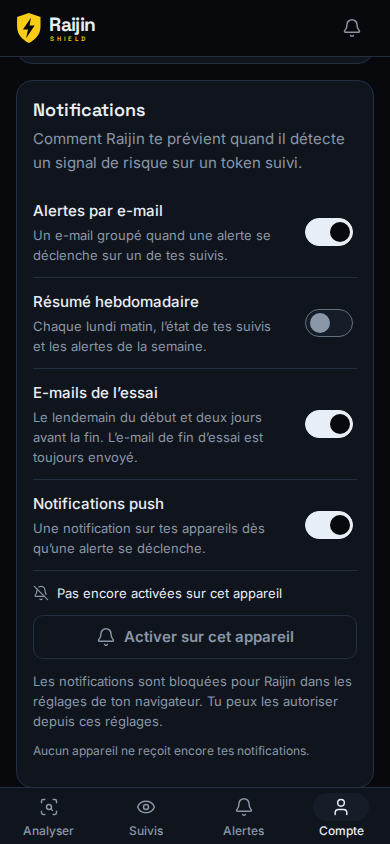 Raijin
SHIELD
Notifications
Comment Raijin te prévient quand il détecte
un signal de risque sur un token suivi.
Alertes par e-mail
Un e-mail groupé quand une alerte se
déclenche sur un de tes suivis.
Résumé hebdomadaire
Chaque lundi matin, l’état de tes suivis
et les alertes de la semaine.
E-mails de l’essai
Le lendemain du début et deux jours
avant la fin. L’e-mail de fin d’essai est
toujours envoyé.
Notifications push
Une notification sur tes appareils dès
qu’une alerte se déclenche.
Pas encore activées sur cet appareil
Activer sur cet appareil
Les notifications sont bloquées pour Raijin dans les
réglages de ton navigateur. Tu peux les autoriser
depuis ces réglages.
Aucun appareil ne reçoit encore tes notifications.
Analyser
Suivis
Alertes
Compte